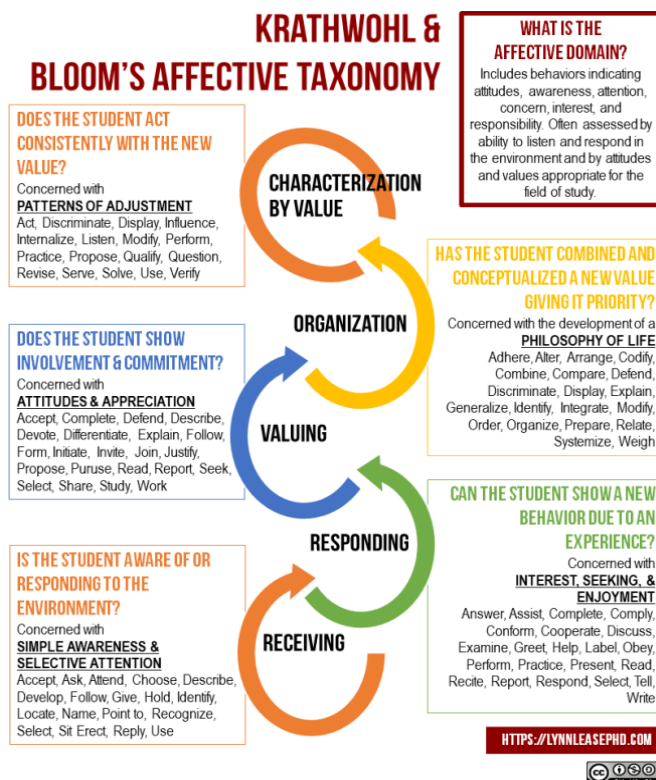 KRATHWOHL &
BLOOM'S AFFECTIVE TAXONOMY
WHAT IS THE
AFFECTIVE DOMAIN?
Includes behaviors indicating
attitudes, awareness, attention,
concern, interest, and
responsibility. Often assessed by
ability to listen and respond in
the environment and by attitudes
and values appropriate for the
field of study.
DOES THE STUDENT ACT
CONSISTENTLY WITH THE NEW
VALUE?
Concerned with
PATTERNS OF ADJUSTMENT
Act, Discriminate, Display, Influence,
Internalize, Listen, Modify, Perform,
Practice, Propose, Qualify, Question,
Revise, Serve, Solve, Use, Verify
CHARACTERIZATION
BY VALUE
HAS THE STUDENT COMBINED AND
CONCEPTUALIZED A NEW VALUE
GIVING IT PRIORITY?
Concerned with the development of a
PHILOSOPHY OF LIFE
Adhere, Alter, Arrange, Codify,
Combine, Compare, Defend,
Discriminate, Display, Explain,
Generalize, Identify, Integrate, Modify,
Order, Organize, Prepare, Relate,
Systemize, Weigh
ORGANIZATION
DOES THE STUDENT SHOW
INVOLVEMENT & COMMITMENT?
Concerned with
ATTITUDES & APPRECIATION
Accept, Complete, Defend, Describe,
Devote, Differentiate, Explain, Follow,
Form, Initiate, Invite, Join, Justify,
Propose, Puruse, Read, Report, Seek,
Select, Share, Study, Work
VALUING
CAN THE STUDENT SHOW A NEW
BEHAVIOR DUE TO AN
EXPERIENCE?
Concerned with
INTEREST, SEEKING, &
ENJOYMENT
Answer, Assist, Complete, Comply,
Conform, Cooperate, Discuss,
Examine, Greet, Help, Label, Obey,
Perform, Practice, Present, Read,
Recite, Report, Respond, Select, Tell,
Write
RESPONDING
IS THE STUDENT AWARE OF OR
RESPONDING TO THE
ENVIRONMENT?
Concerned with
SIMPLE AWARENESS &
SELECTIVE ATTENTION
Accept, Ask, Attend, Choose, Describe,
Develop, Follow, Give, Hold, Identify,
Locate, Name, Point to, Recognize,
Select, Sit Erect, Reply, Use
RECEIVING
HTTPS://LYNNLEASEPHD.COM